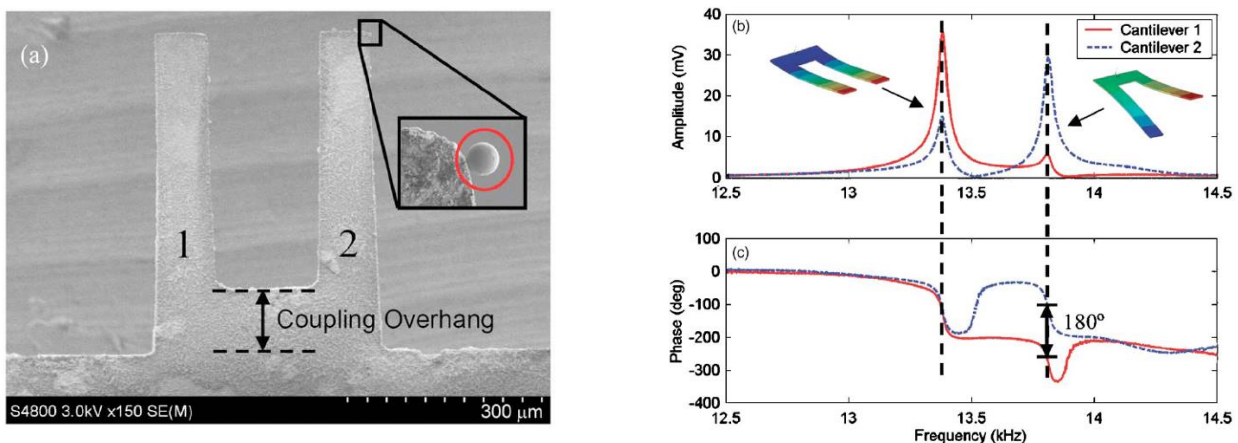 (a)
1
2
Coupling Overhang
S4800 3.0kV x150 SE(M)
300 μm
(b)
40
30
20
10
0
Amplitude (mV)
Cantilever 1
Cantilever 2
12.5 13 13.5 14 14.5
(c)
100
0
-100
-200
-300
-400
Phase (deg)
180º
12.5 13 13.5 14 14.5
Frequency (kHz)